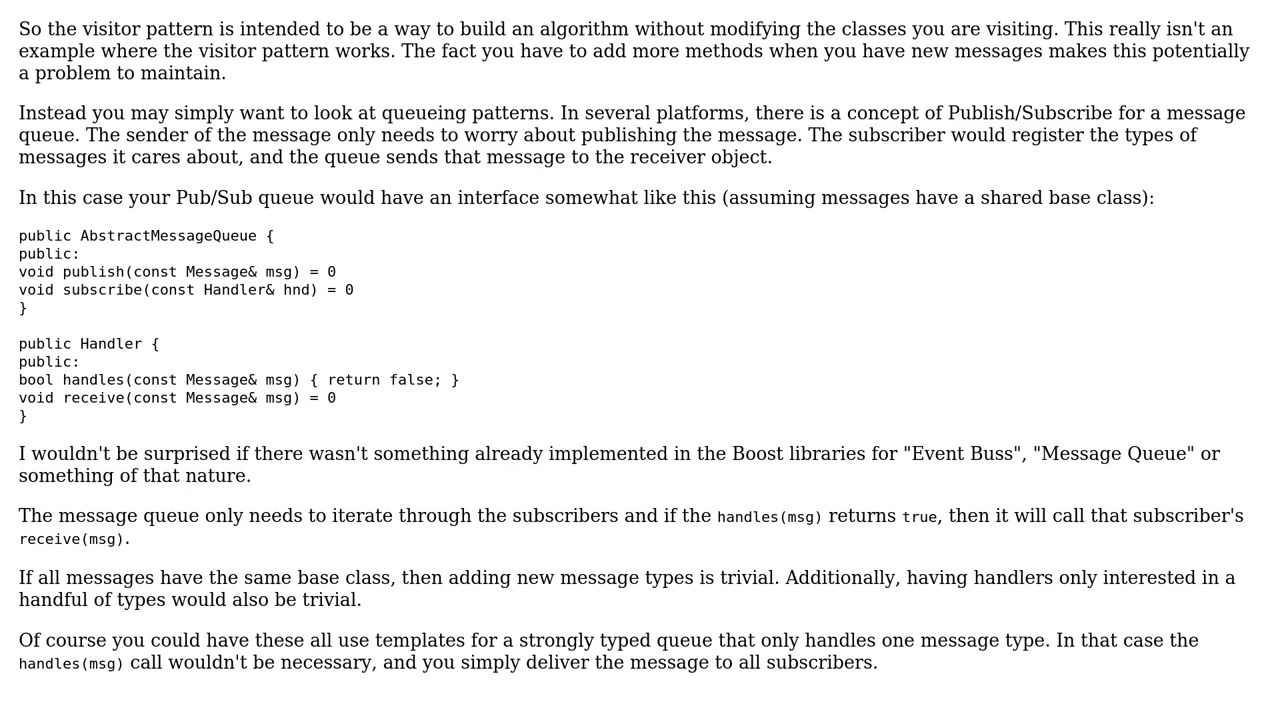 So the visitor pattern is intended to be a way to build an algorithm without modifying the classes you are visiting. This really isn't an
example where the visitor pattern works. The fact you have to add more methods when you have new messages makes this potentially
a problem to maintain.
Instead you may simply want to look at queueing patterns. In several platforms, there is a concept of Publish/Subscribe for a message
queue. The sender of the message only needs to worry about publishing the message. The subscriber would register the types of
messages it cares about, and the queue sends that message to the receiver object.
In this case your Pub/Sub queue would have an interface somewhat like this (assuming messages have a shared base class):
public AbstractMessageQueue {
public:
void publish(const Message& msg) = 0
void subscribe(const Handler& hnd) = 0
}
public Handler {
public:
bool handles(const Message& msg) { return false; }
void receive(const Message& msg) = 0
}
I wouldn't be surprised if there wasn't something already implemented in the Boost libraries for "Event Buss", "Message Queue" or
something of that nature.
The message queue only needs to iterate through the subscribers and if the handles(msg) returns true, then it will call that subscriber's
receive(msg).
If all messages have the same base class, then adding new message types is trivial. Additionally, having handlers only interested in a
handful of types would also be trivial.
Of course you could have these all use templates for a strongly typed queue that only handles one message type. In that case the
handles(msg) call wouldn't be necessary, and you simply deliver the message to all subscribers.